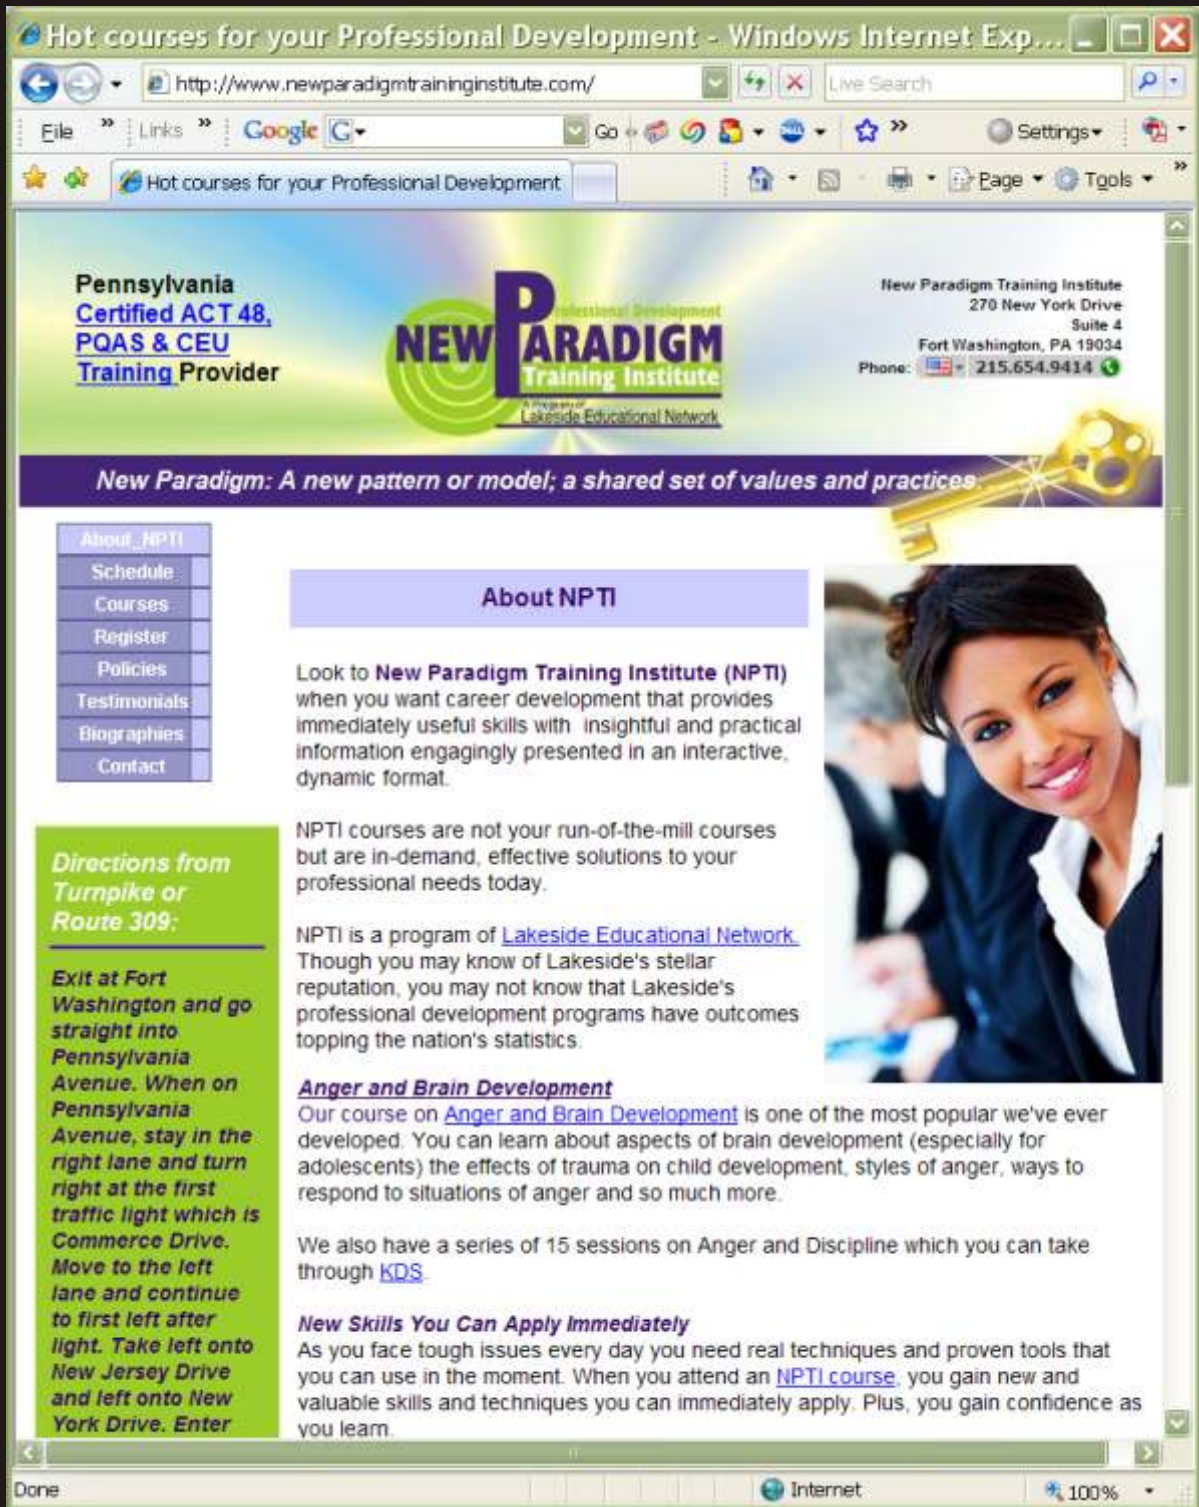 Hot courses for your Professional Development - Windows Internet Exp...
http://www.newparadigmtraininginstitute.com/
Live Search
File » Links » Google G Go » Settings
Hot courses for your Professional Development
Page Tools »
Pennsylvania
Certified ACT 48,
PQAS & CEU
Training Provider
Professional Development
NEW PARADIGM
Training Institute
A Program of
Lakeside Educational Network
New Paradigm Training Institute
270 New York Drive
Suite 4
Fort Washington, PA 19034
Phone: 215.654.9414
New Paradigm: A new pattern or model; a shared set of values and practices.
About_NPTI
Schedule
Courses
Register
Policies
Testimonials
Biographies
Contact
Directions from
Turnpike or
Route 309:
Exit at Fort
Washington and go
straight into
Pennsylvania
Avenue. When on
Pennsylvania
Avenue, stay in the
right lane and turn
right at the first
traffic light which is
Commerce Drive.
Move to the left
lane and continue
to first left after
light. Take left onto
New Jersey Drive
and left onto New
York Drive. Enter
About NPTI
Look to New Paradigm Training Institute (NPTI)
when you want career development that provides
immediately useful skills with insightful and practical
information engagingly presented in an interactive,
dynamic format.
NPTI courses are not your run-of-the-mill courses
but are in-demand, effective solutions to your
professional needs today.
NPTI is a program of Lakeside Educational Network.
Though you may know of Lakeside's stellar
reputation, you may not know that Lakeside's
professional development programs have outcomes
topping the nation's statistics.
Anger and Brain Development
Our course on Anger and Brain Development is one of the most popular we've ever
developed. You can learn about aspects of brain development (especially for
adolescents) the effects of trauma on child development, styles of anger, ways to
respond to situations of anger and so much more.
We also have a series of 15 sessions on Anger and Discipline which you can take
through KDS.
New Skills You Can Apply Immediately
As you face tough issues every day you need real techniques and proven tools that
you can use in the moment. When you attend an NPTI course, you gain new and
valuable skills and techniques you can immediately apply. Plus, you gain confidence as
you learn.
Done
Internet
100%